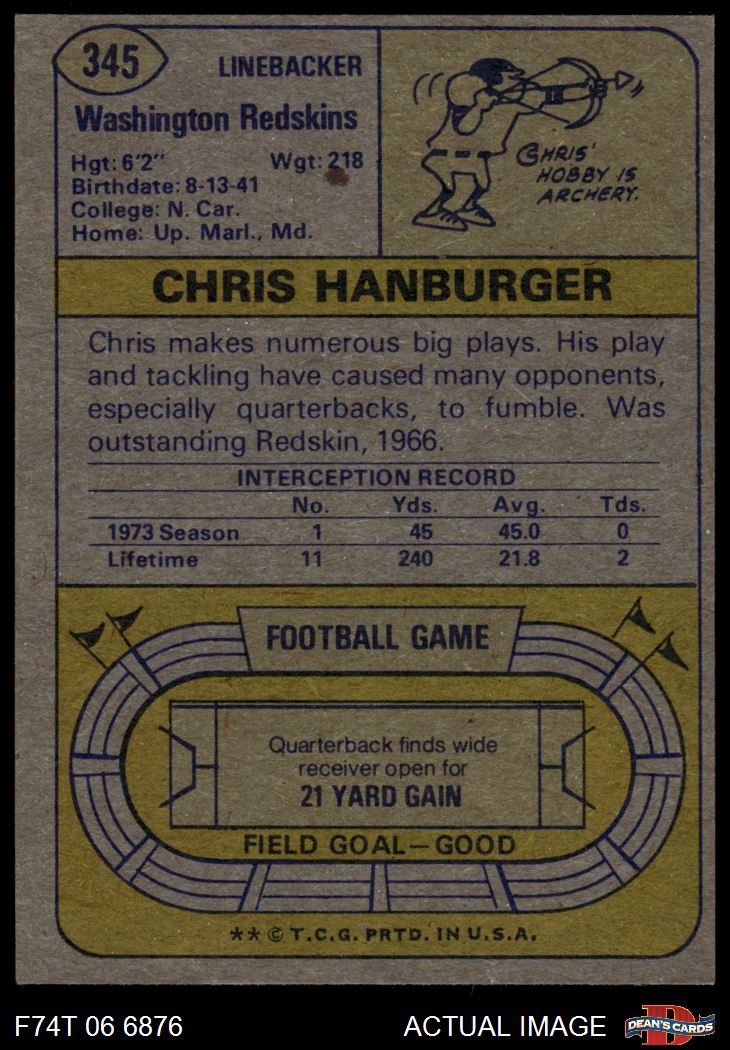 345
LINEBACKER
Washington Redskins
Hgt: 6'2" Wgt: 218
Birthdate: 8-13-41
College: N. Car.
Home: Up. Marl., Md.
CHRIS'
HOBBY IS
ARCHERY.
CHRIS HANBURGER
Chris makes numerous big plays. His play
and tackling have caused many opponents,
especially quarterbacks, to fumble. Was
outstanding Redskin, 1966.
INTERCEPTION RECORD
No. Yds. Avg. Tds.
1973 Season 1 45 45.0 0
Lifetime 11 240 21.8 2
FOOTBALL GAME
Quarterback finds wide
receiver open for
21 YARD GAIN
FIELD GOAL—GOOD
** © T.C.G. PRTD. IN U.S.A.
F74T 06 6876 ACTUAL IMAGE
D
DEAN'S CARDS